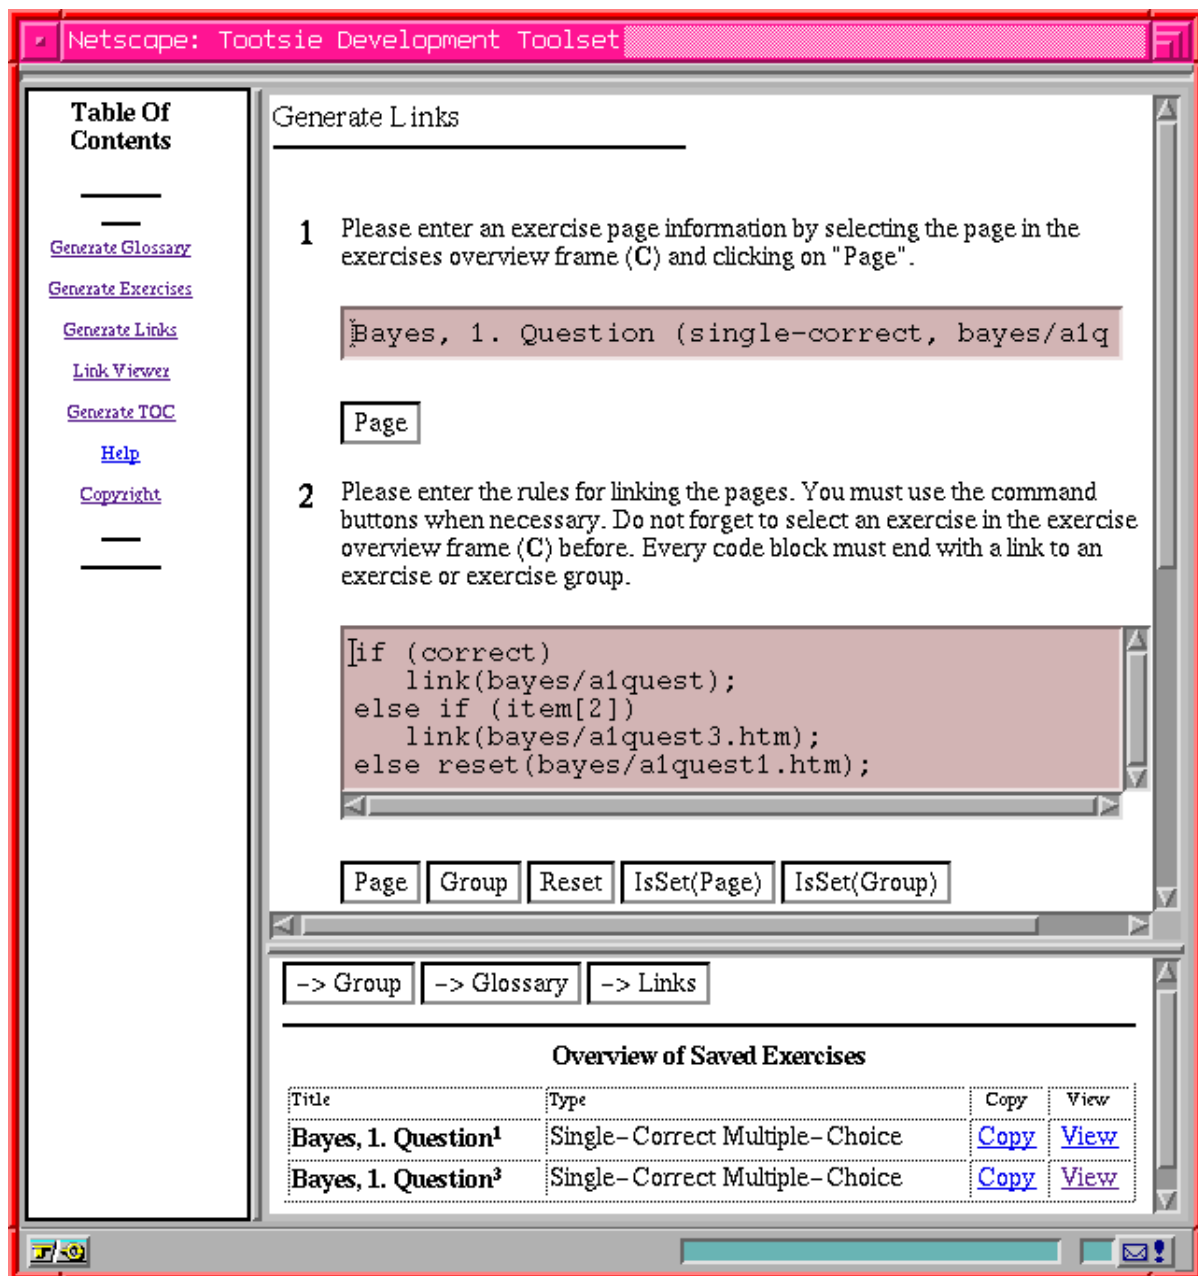 Netscape: Tootsie Development Toolset
Table Of
Contents
Generate Glossary
Generate Exercises
Generate Links
Link Viewer
Generate TOC
Help
Copyright
Generate Links
1 Please enter an exercise page information by selecting the page in the
exercises overview frame (C) and clicking on "Page".
Bayes, 1. Question (single-correct, bayes/a1q
Page
2 Please enter the rules for linking the pages. You must use the command
buttons when necessary. Do not forget to select an exercise in the exercise
overview frame (C) before. Every code block must end with a link to an
exercise or exercise group.
if (correct)
link(bayes/a1quest);
else if (item[2])
link(bayes/a1quest3.htm);
else reset(bayes/a1quest1.htm);
Page Group Reset IsSet(Page) IsSet(Group)
-> Group -> Glossary -> Links
Overview of Saved Exercises
Title Type Copy View
Bayes, 1. Question¹ Single-Correct Multiple-Choice Copy View
Bayes, 1. Question³ Single-Correct Multiple-Choice Copy View